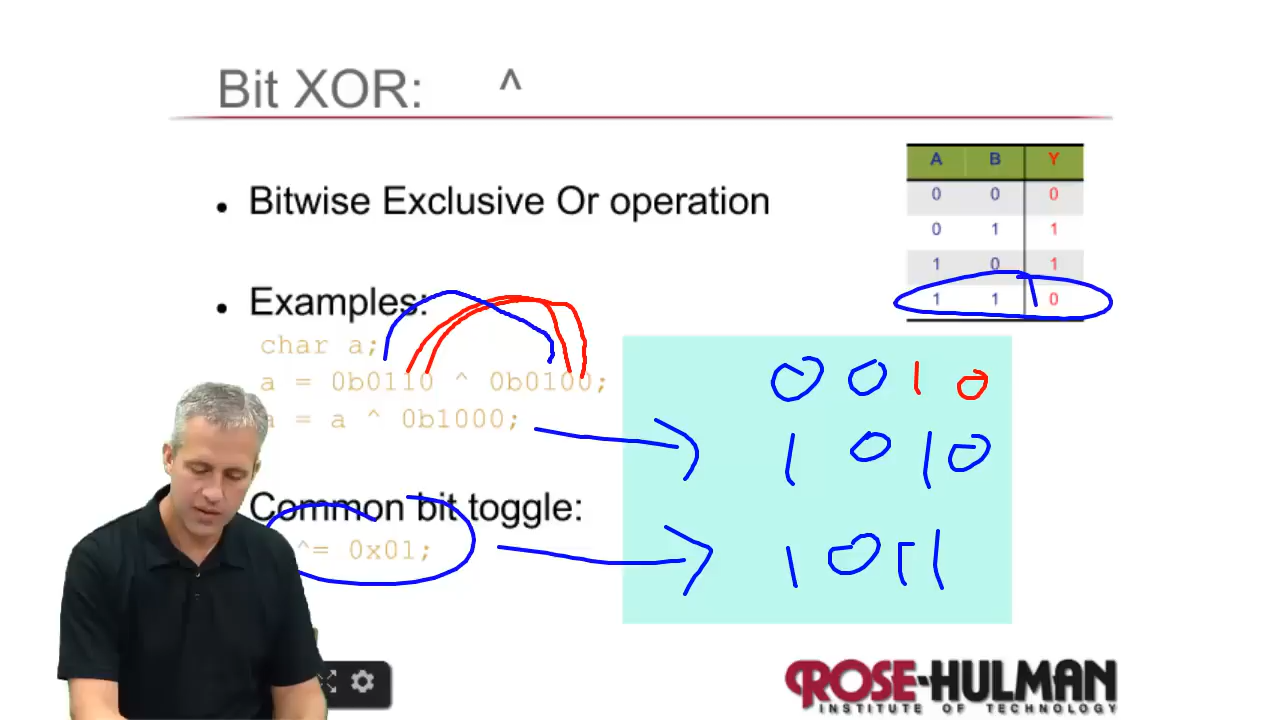 Bit XOR: ^
A B Y
0 0 0
0 1 1
1 0 1
1 1 0
Bitwise Exclusive Or operation
Examples:
char a;
a = 0b0110 ^ 0b0100;
a = a ^ 0b1000;
0 0 1 0
1 0 1 0
1 0 1 1
Common bit toggle:
^= 0x01;
ROSE-HULMAN
INSTITUTE OF TECHNOLOGY